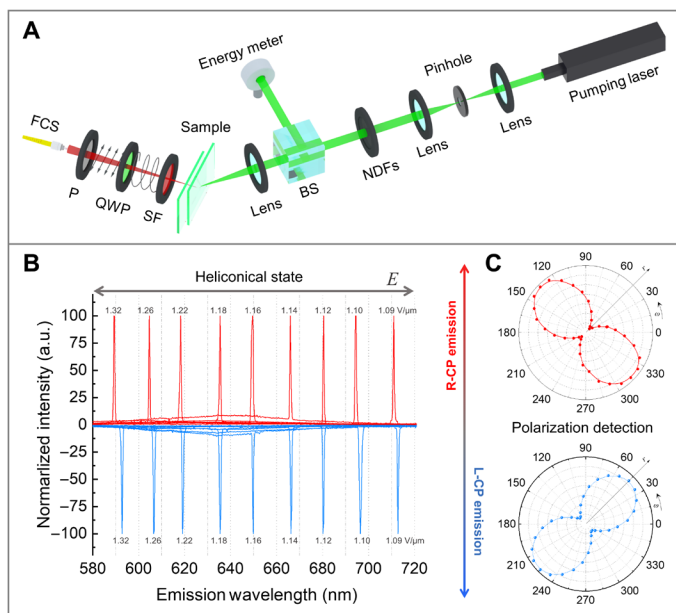 A
Energy meter
Pinhole
Pumping laser
FCS
Sample
Lens
Lens
NDFs
BS
Lens
P
QWP
SF
B
Heliconical state
E
1.32
1.26
1.22
1.18
1.16
1.14
1.12
1.10
1.09 V/μm
100
75
50
25
0
−25
−50
−75
−100
Normarlized intensity (a.u.)
1.32
1.26
1.22
1.18
1.16
1.14
1.12
1.10
1.09 V/μm
580
600
620
640
660
680
700
720
Emission wavelength (nm)
R-CP emission
L-CP emission
C
90
120
60
150
30
180
0
210
330
240
300
270
Polarization detection
90
120
60
150
30
180
0
210
330
240
300
270